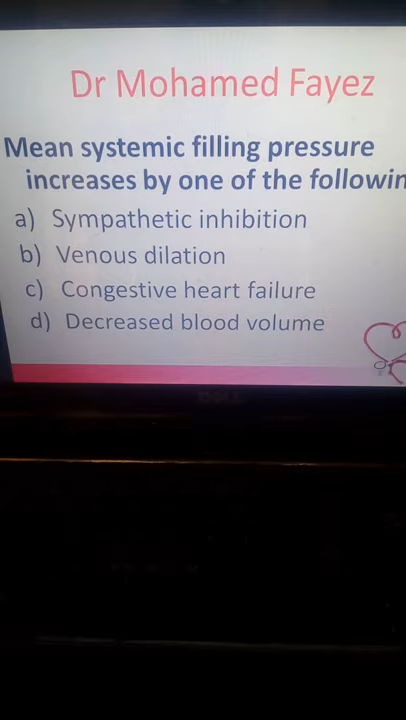 Dr Mohamed Fayez
Mean systemic filling pressure
increases by one of the followin
a) Sympathetic inhibition
b) Venous dilation
c) Congestive heart failure
d) Decreased blood volume
DELL